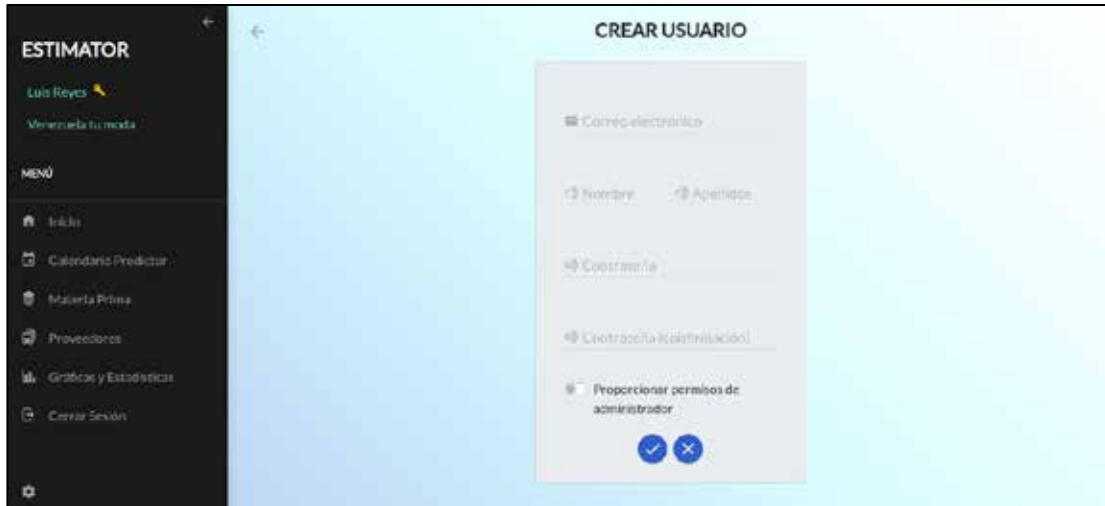 ESTIMATOR
Luis Reyes
Venezuela tu moda
MENÚ
Inicio
Calendario Predictor
Materia Prima
Proveedores
Gráficas y Estadísticas
Cerrar Sesión
CREAR USUARIO
Correo electrónico
Nombre Apellidos
Contraseña
Contraseña (confirmación)
Proporcionar permisos de
administrador